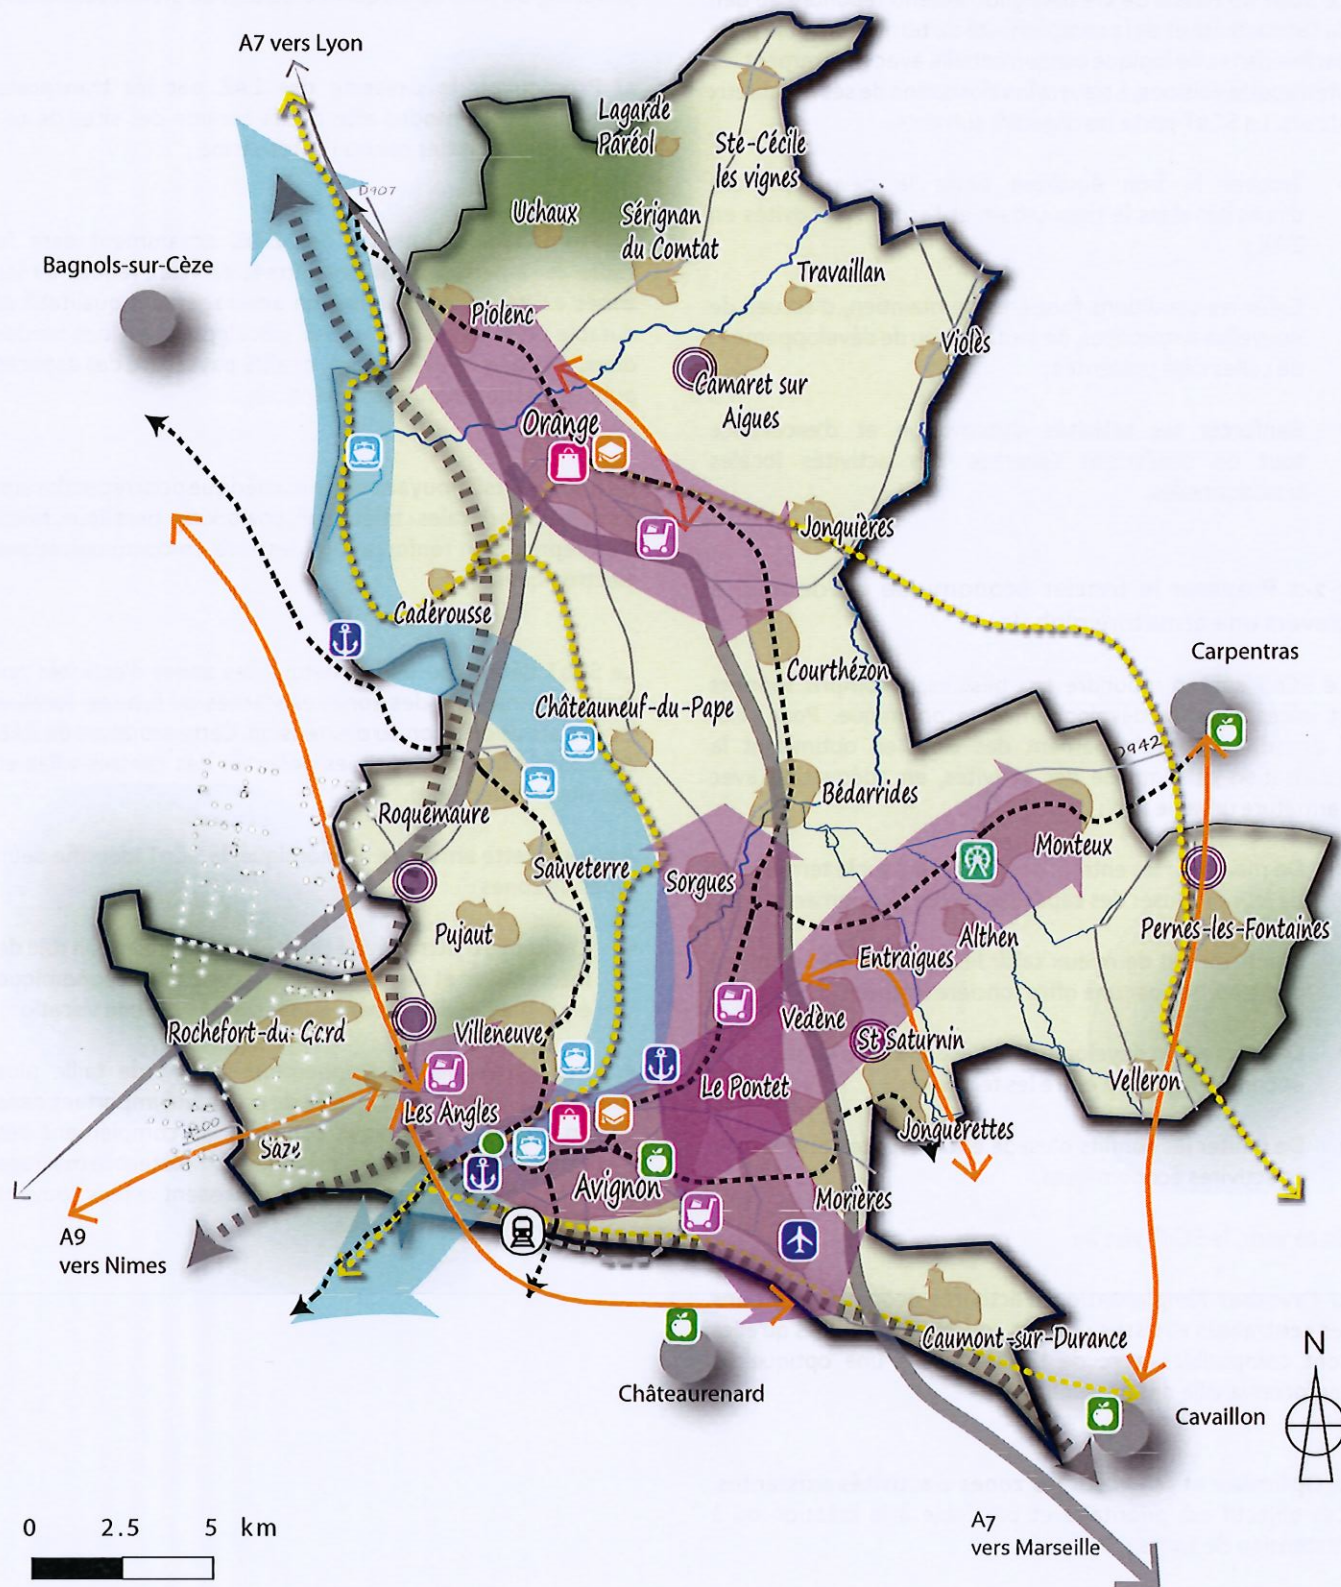 A7 vers Lyon
D907
Lagarde
Paréol
Ste-Cécile
les vignes
Uchaux
Sérignan
du Comtat
Bagnols-sur-Cèze
Travaillan
Piolenc
Violès
Camaret sur
Aigues
Orange
Jonquières
Cadérousse
Carpentras
Courthézon
Châteauneuf-du-Pape
D942
Bédarrides
Roquemaure
Monteux
Sauveterre
Sorgues
Pujaut
Althen
Pernes-les-Fontaines
Entraigues
Rochefort-du-Gard
Villeneuve
Vedène
St Saturnin
Velleron
Le Pontet
Les Angles
Jonquerettes
Saze
Avignon
Morières
A9
vers Nimes
Caumont-sur-Durance
N
Châteaurenard
Cavaillon
0 2.5 5 km
A7
vers Marseille